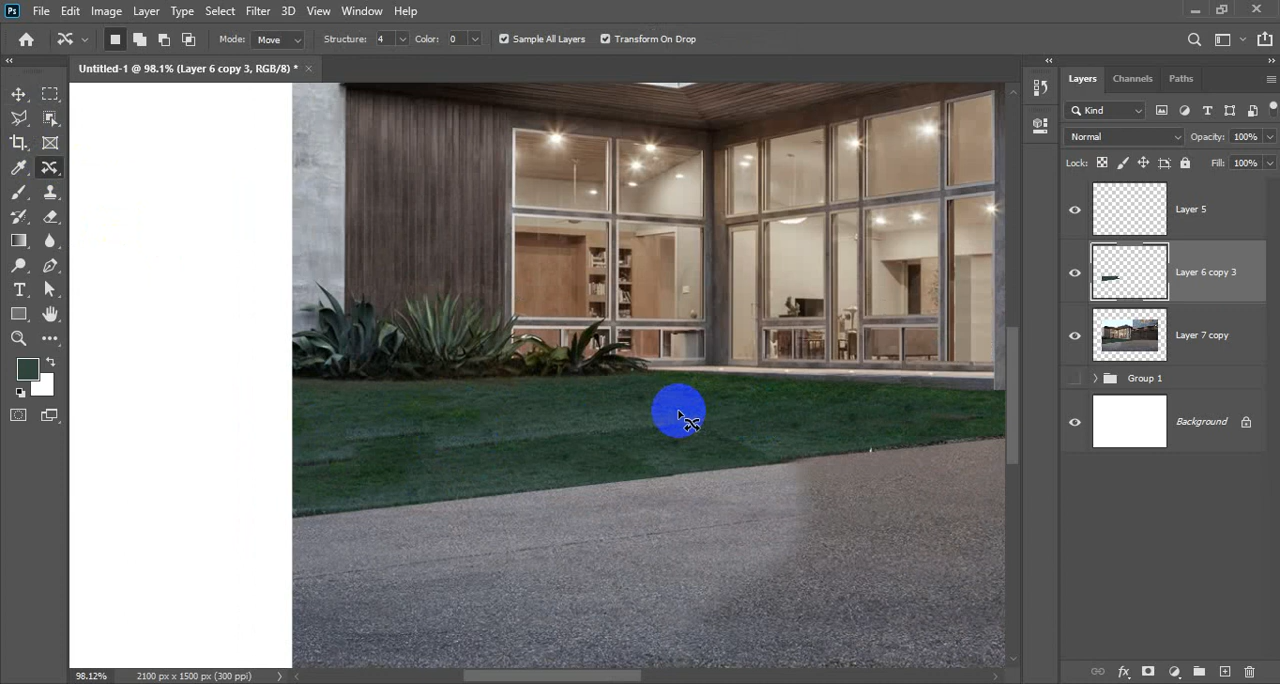 Ps File Edit Image Layer Type Select Filter 3D View Window Help
Mode: Move Structure: 4 Color: 0 Sample All Layers Transform On Drop
Untitled-1 @ 98.1% (Layer 6 copy 3, RGB/8) *
Layers Channels Paths
Kind
Normal Opacity: 100%
Lock: Fill: 100%
Layer 5
Layer 6 copy 3
Layer 7 copy
Group 1
Background
98.12% 2100 px x 1500 px (300 ppi)